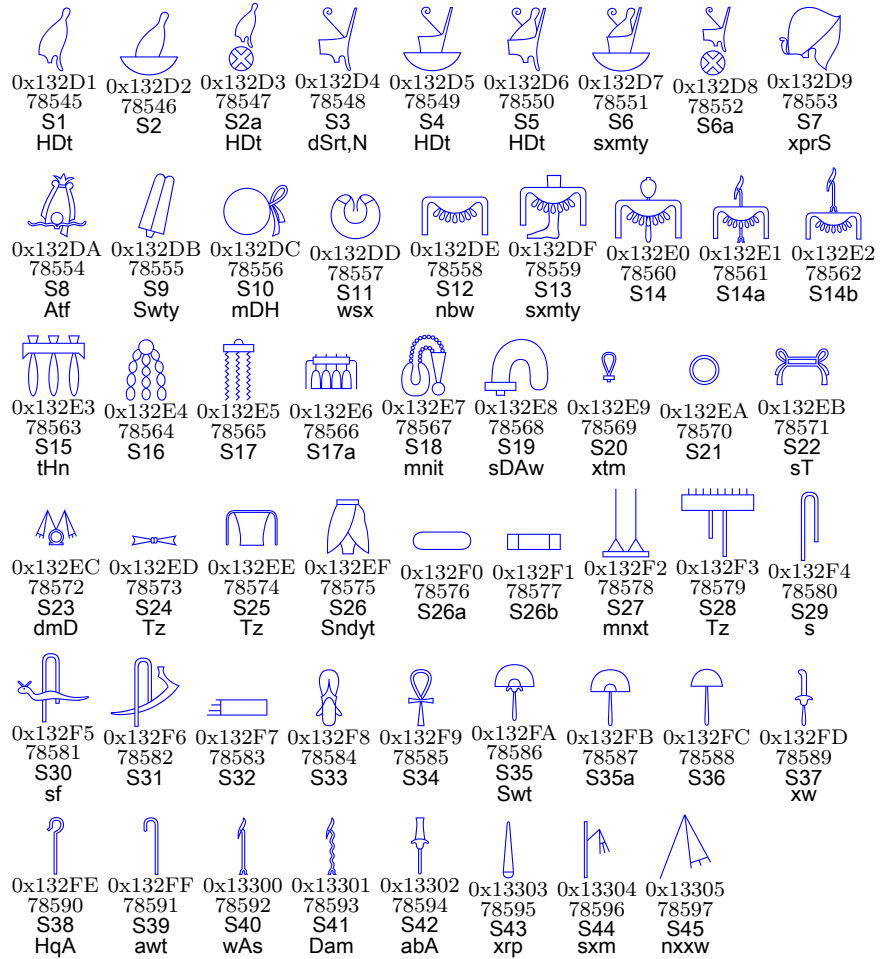 0x132D1 0x132D2 0x132D3 0x132D4 0x132D5 0x132D6 0x132D7 0x132D8 0x132D9
78545 78546 78547 78548 78549 78550 78551 78552 78553
S1 S2 S2a S3 S4 S5 S6 S6a S7
HDt HDt dSrt,N HDt HDt sxmty xprS
0x132DA 0x132DB 0x132DC 0x132DD 0x132DE 0x132DF 0x132E0 0x132E1 0x132E2
78554 78555 78556 78557 78558 78559 78560 78561 78562
S8 S9 S10 S11 S12 S13 S14 S14a S14b
Atf Swty mDH wsx nbw sxmty
0x132E3 0x132E4 0x132E5 0x132E6 0x132E7 0x132E8 0x132E9 0x132EA 0x132EB
78563 78564 78565 78566 78567 78568 78569 78570 78571
S15 S16 S17 S17a S18 S19 S20 S21 S22
tHn mnit sDAw xtm sT
0x132EC 0x132ED 0x132EE 0x132EF 0x132F0 0x132F1 0x132F2 0x132F3 0x132F4
78572 78573 78574 78575 78576 78577 78578 78579 78580
S23 S24 S25 S26 S26a S26b S27 S28 S29
dmD Tz Tz Sndyt mnxt Tz s
0x132F5 0x132F6 0x132F7 0x132F8 0x132F9 0x132FA 0x132FB 0x132FC 0x132FD
78581 78582 78583 78584 78585 78586 78587 78588 78589
S30 S31 S32 S33 S34 S35 S35a S36 S37
sf Swt xw
0x132FE 0x132FF 0x13300 0x13301 0x13302 0x13303 0x13304 0x13305
78590 78591 78592 78593 78594 78595 78596 78597
S38 S39 S40 S41 S42 S43 S44 S45
HqA awt wAs Dam abA xrp sxm nxxw